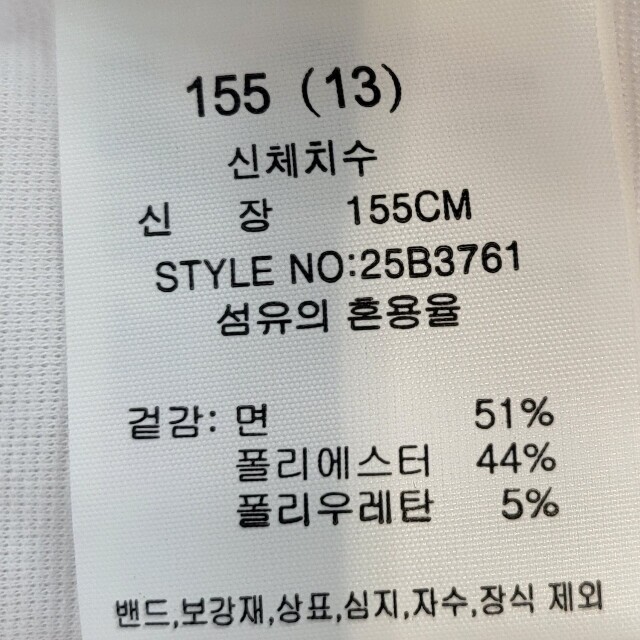 155 (13)
신체치수
신 장 155CM
STYLE NO:25B3761
섬유의 혼용율
겉감: 면 51%
폴리에스터 44%
폴리우레탄 5%
밴드,보강재,상표,심지,자수,장식 제외